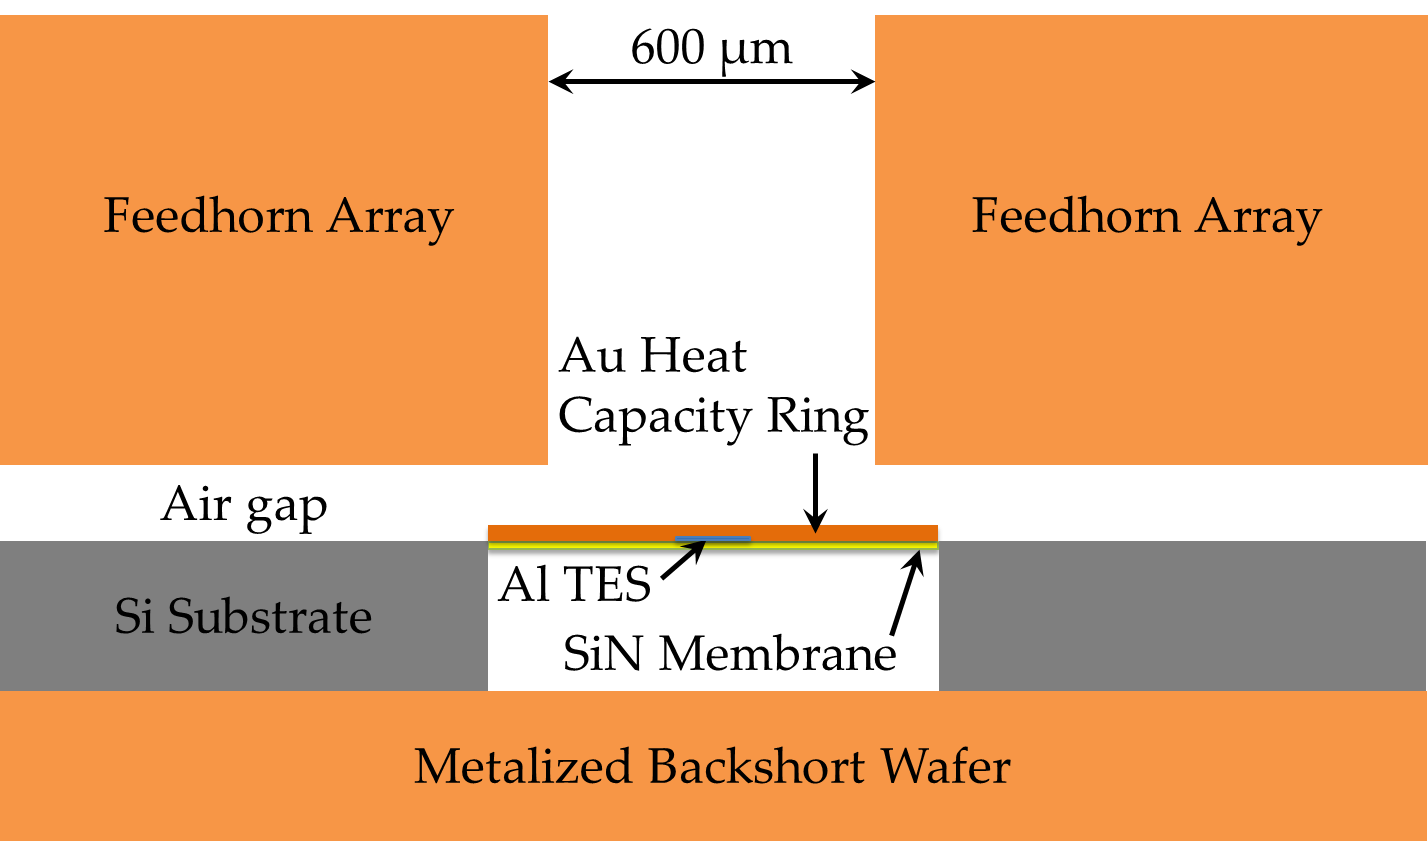 600 μm
Feedhorn Array
Feedhorn Array
Au Heat
Capacity Ring
Air gap
Al TES
Si Substrate
SiN Membrane
Metalized Backshort Wafer